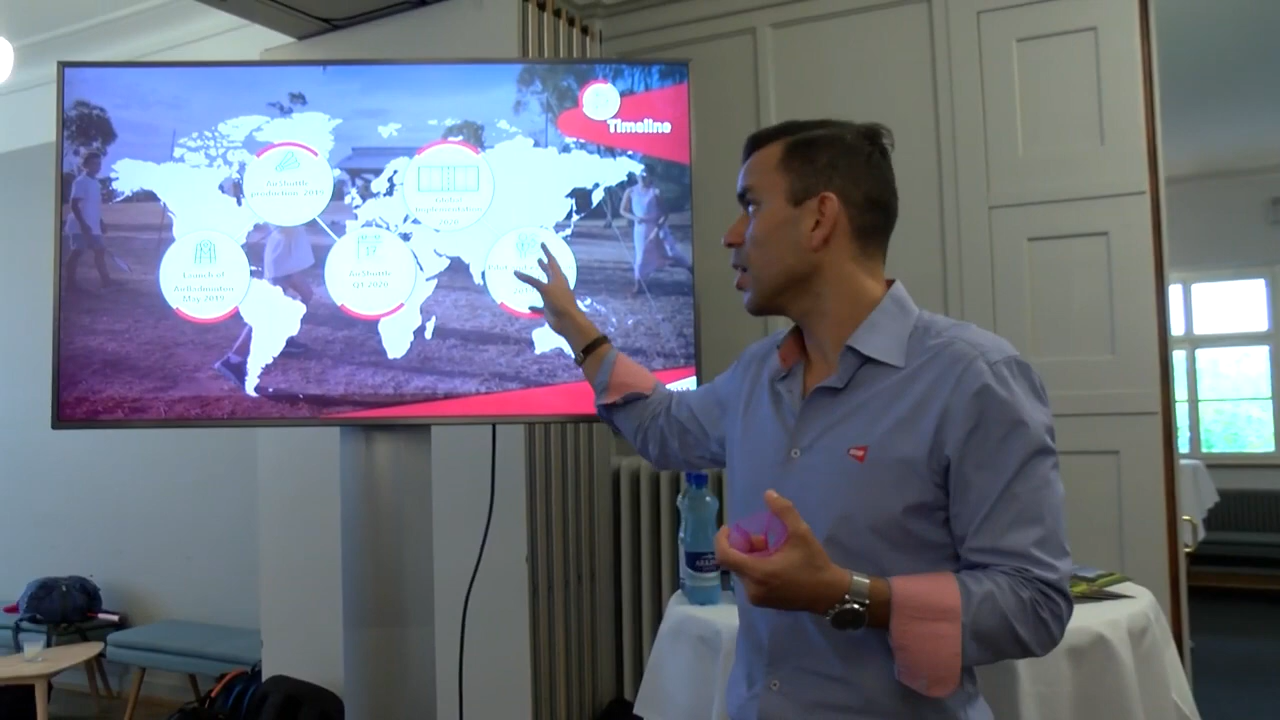 Timeline
AirShuttle
production 2019
Global
Implementation
2020
Launch of
AirBadminton
May 2019
AirShuttle
Q1 2020